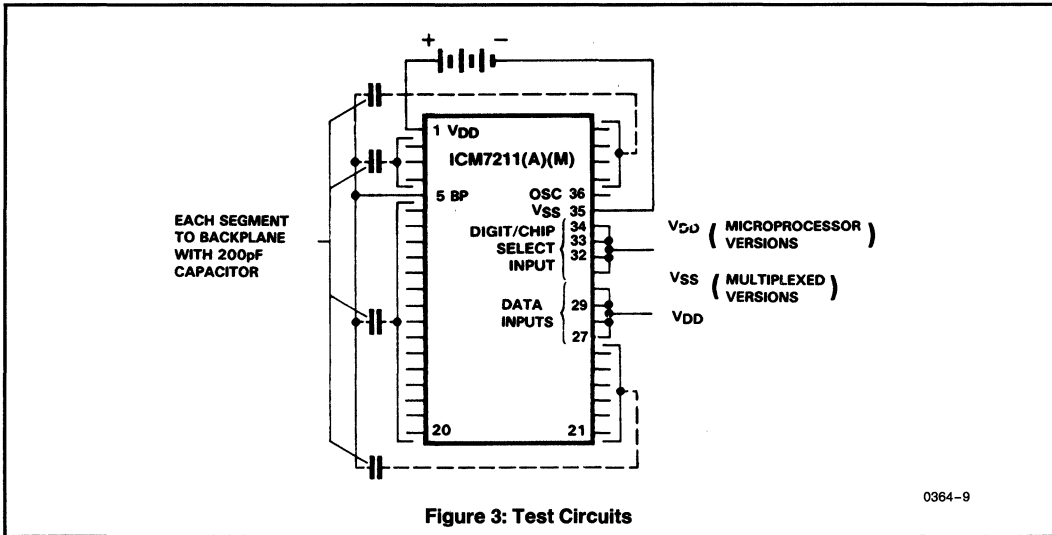 + −
1 VDD
ICM7211(A)(M)
5 BP
OSC 36
VSS 35
EACH SEGMENT
TO BACKPLANE
WITH 200pF
CAPACITOR
DIGIT/CHIP
SELECT
INPUT
34
33
32
VDD ( MICROPROCESSOR
VERSIONS )
VSS ( MULTIPLEXED
VERSIONS )
DATA
INPUTS
29
27
VDD
20
21
0364-9
Figure 3: Test Circuits